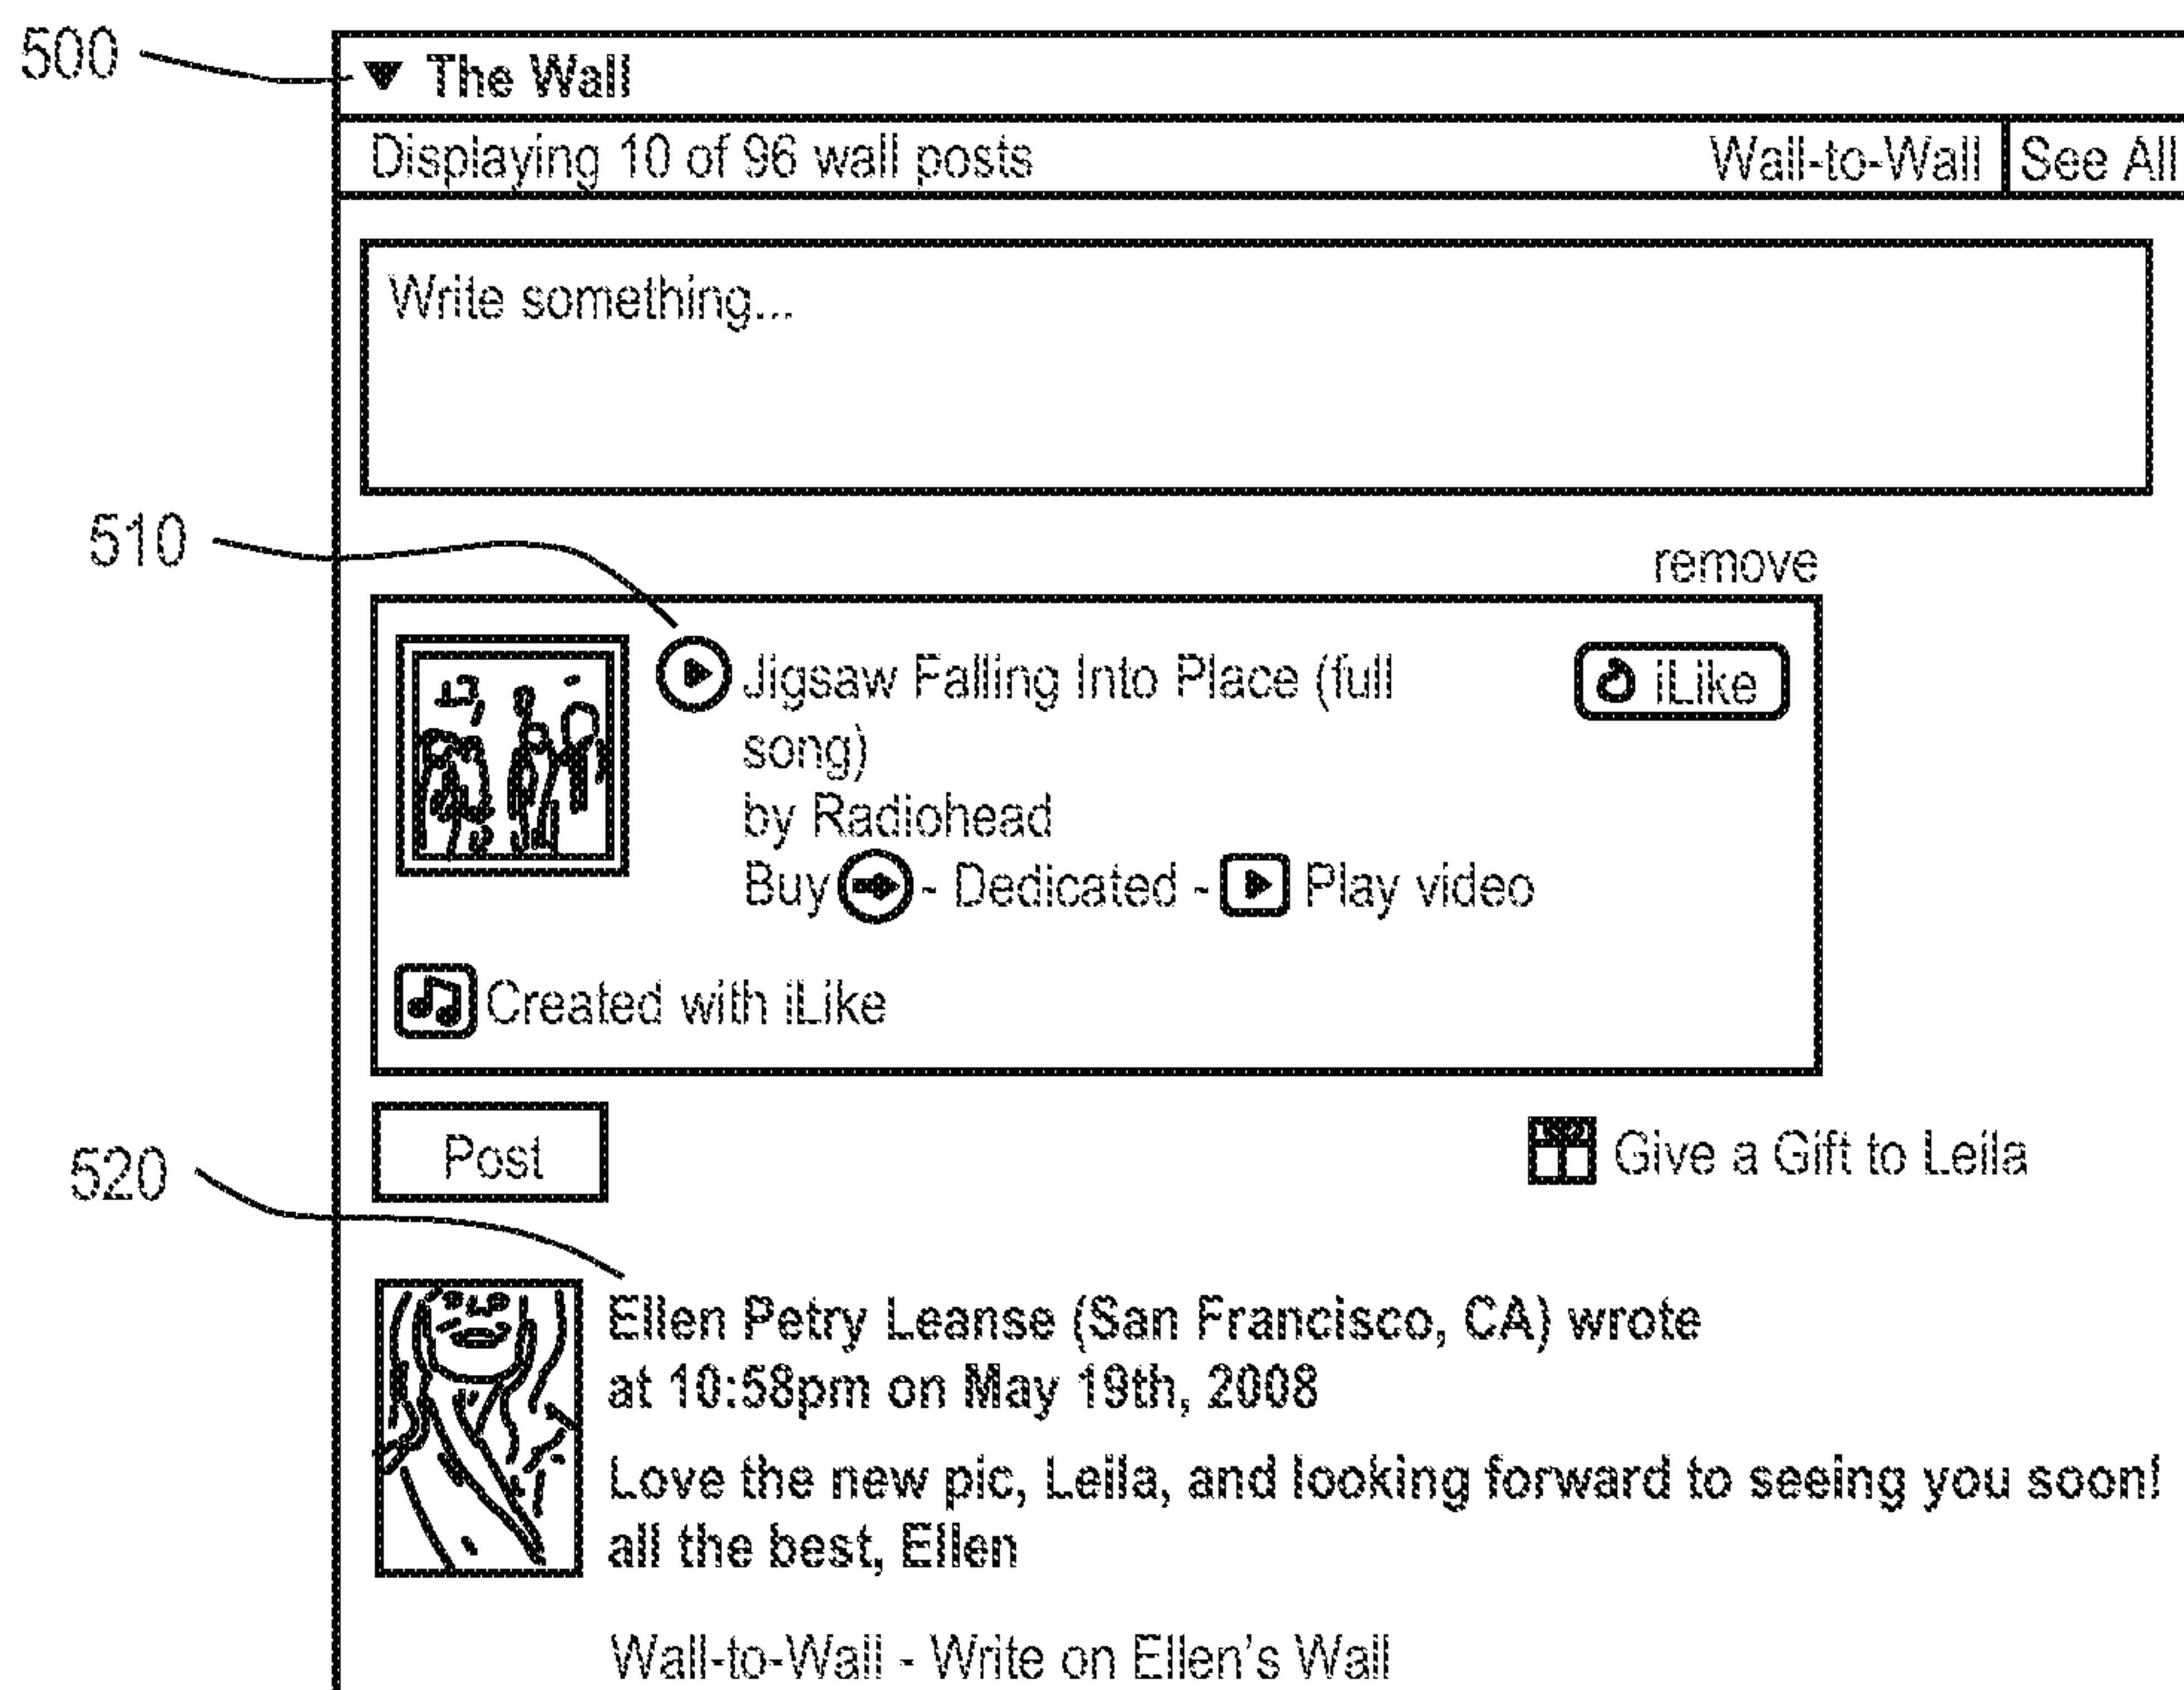 500
The Wall
Displaying 10 of 96 wall posts
Wall-to-Wall
See All
Write something...
510
remove
Jigsaw Falling Into Place (full
song)
by Radiohead
Buy - Dedicated - Play video
iLike
Created with iLike
Post
Give a Gift to Leila
520
Ellen Petry Leanse (San Francisco, CA) wrote
at 10:58pm on May 19th, 2008
Love the new pic, Leila, and looking forward to seeing you soon!
all the best, Ellen
Wall-to-Wall - Write on Ellen's Wall